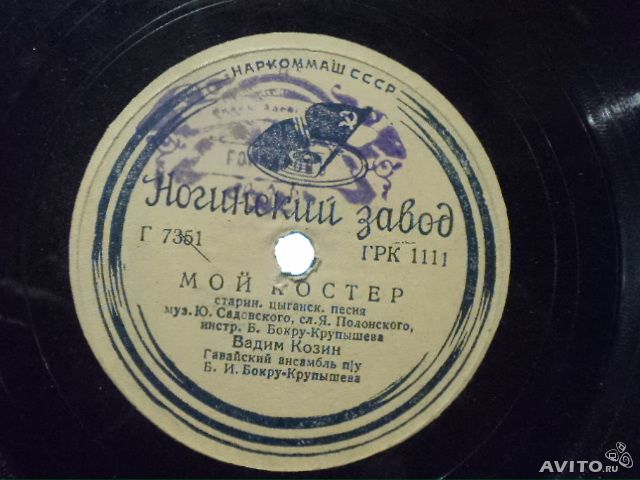 НАРКОММАШ СССР
Ногинский завод
Г 7351
ГРК 1111
МОЙ КОСТЕР
старин. цыганск. песня
муз. Ю. Садовского, сл. Я. Полонского,
инстр. Б. Бокру-Крупышева
Вадим Козин
Гавайский ансамбль п/у
Б. И. Бокру-Крупышева
AVITO.ru